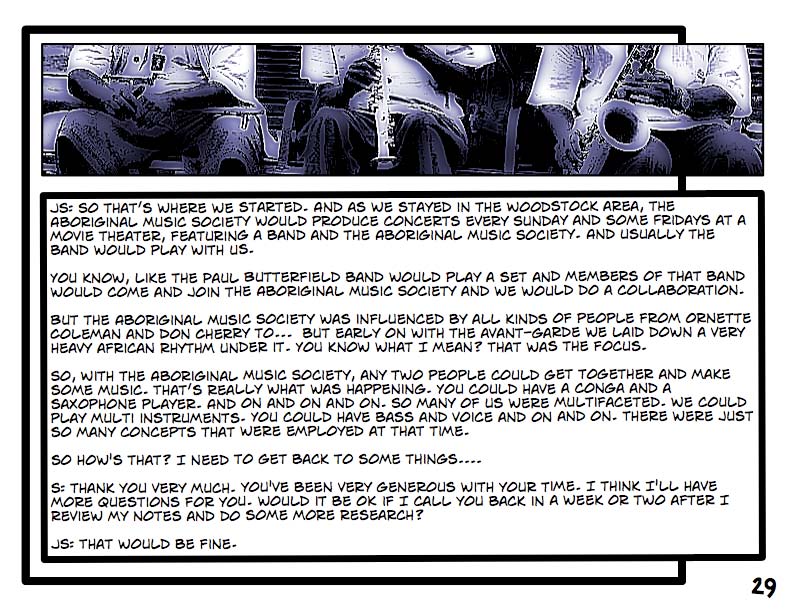 JS: SO THAT'S WHERE WE STARTED. AND AS WE STAYED IN THE WOODSTOCK AREA, THE
ABORIGINAL MUSIC SOCIETY WOULD PRODUCE CONCERTS EVERY SUNDAY AND SOME FRIDAYS AT A
MOVIE THEATER, FEATURING A BAND AND THE ABORIGINAL MUSIC SOCIETY. AND USUALLY THE
BAND WOULD PLAY WITH US.
YOU KNOW, LIKE THE PAUL BUTTERFIELD BAND WOULD PLAY A SET AND MEMBERS OF THAT BAND
WOULD COME AND JOIN THE ABORIGINAL MUSIC SOCIETY AND WE WOULD DO A COLLABORATION.
BUT THE ABORIGINAL MUSIC SOCIETY WAS INFLUENCED BY ALL KINDS OF PEOPLE FROM ORNETTE
COLEMAN AND DON CHERRY TO... BUT EARLY ON WITH THE AVANT-GARDE WE LAID DOWN A VERY
HEAVY AFRICAN RHYTHM UNDER IT. YOU KNOW WHAT I MEAN? THAT WAS THE FOCUS.
SO, WITH THE ABORIGINAL MUSIC SOCIETY, ANY TWO PEOPLE COULD GET TOGETHER AND MAKE
SOME MUSIC. THAT'S REALLY WHAT WAS HAPPENING. YOU COULD HAVE A CONGA AND A
SAXOPHONE PLAYER. AND ON AND ON AND ON. SO MANY OF US WERE MULTIFACETED. WE COULD
PLAY MULTI INSTRUMENTS. YOU COULD HAVE BASS AND VOICE AND ON AND ON. THERE WERE JUST
SO MANY CONCEPTS THAT WERE EMPLOYED AT THAT TIME.
SO HOW'S THAT? I NEED TO GET BACK TO SOME THINGS....
S: THANK YOU VERY MUCH. YOU'VE BEEN VERY GENEROUS WITH YOUR TIME. I THINK I'LL HAVE
MORE QUESTIONS FOR YOU. WOULD IT BE OK IF I CALL YOU BACK IN A WEEK OR TWO AFTER I
REVIEW MY NOTES AND DO SOME MORE RESEARCH?
JS: THAT WOULD BE FINE.
29